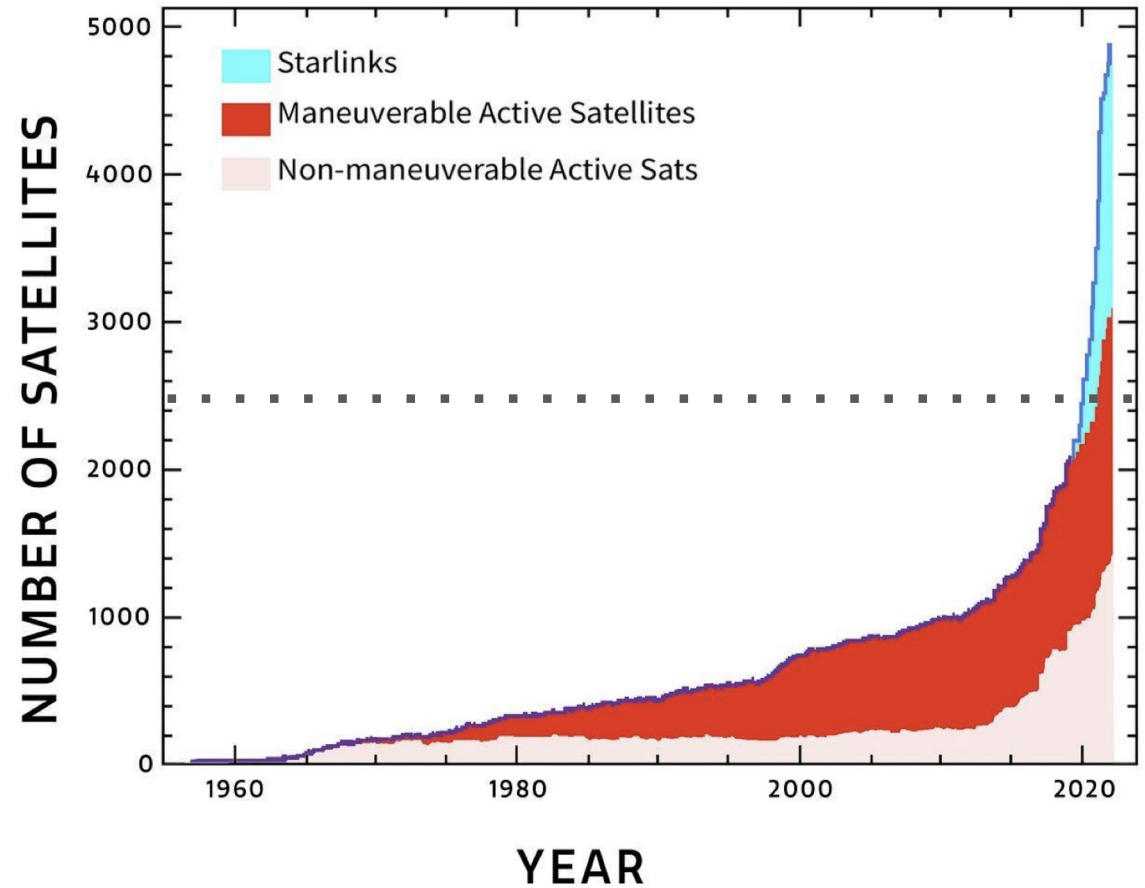 5000
Starlinks
Maneuverable Active Satellites
4000
Non-maneuverable Active Sats
3000
2000
1000
0
NUMBER OF SATELLITES
1960 1980 2000 2020
YEAR